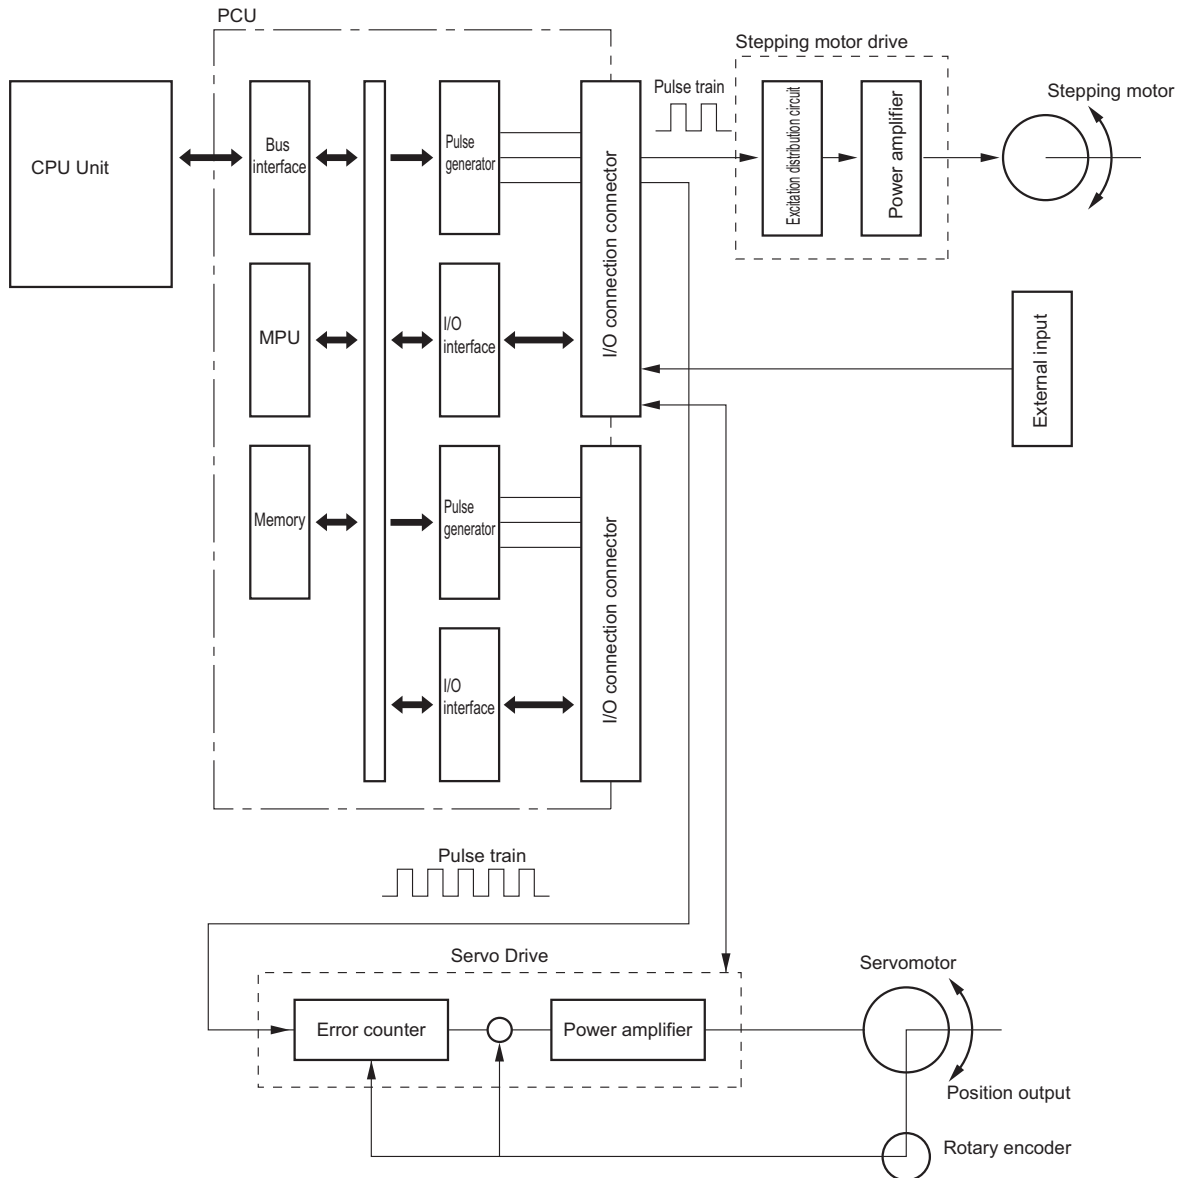 PCU
Stepping motor drive
Pulse train
Stepping motor
CPU Unit
Bus
interface
Pulse
generator
I/O connection connector
Excitation distribution circuit
Power amplifier
MPU
I/O
interface
External input
Memory
Pulse
generator
I/O connection connector
I/O
interface
Pulse train
Servo Drive
Servomotor
Error counter
Power amplifier
Position output
Rotary encoder